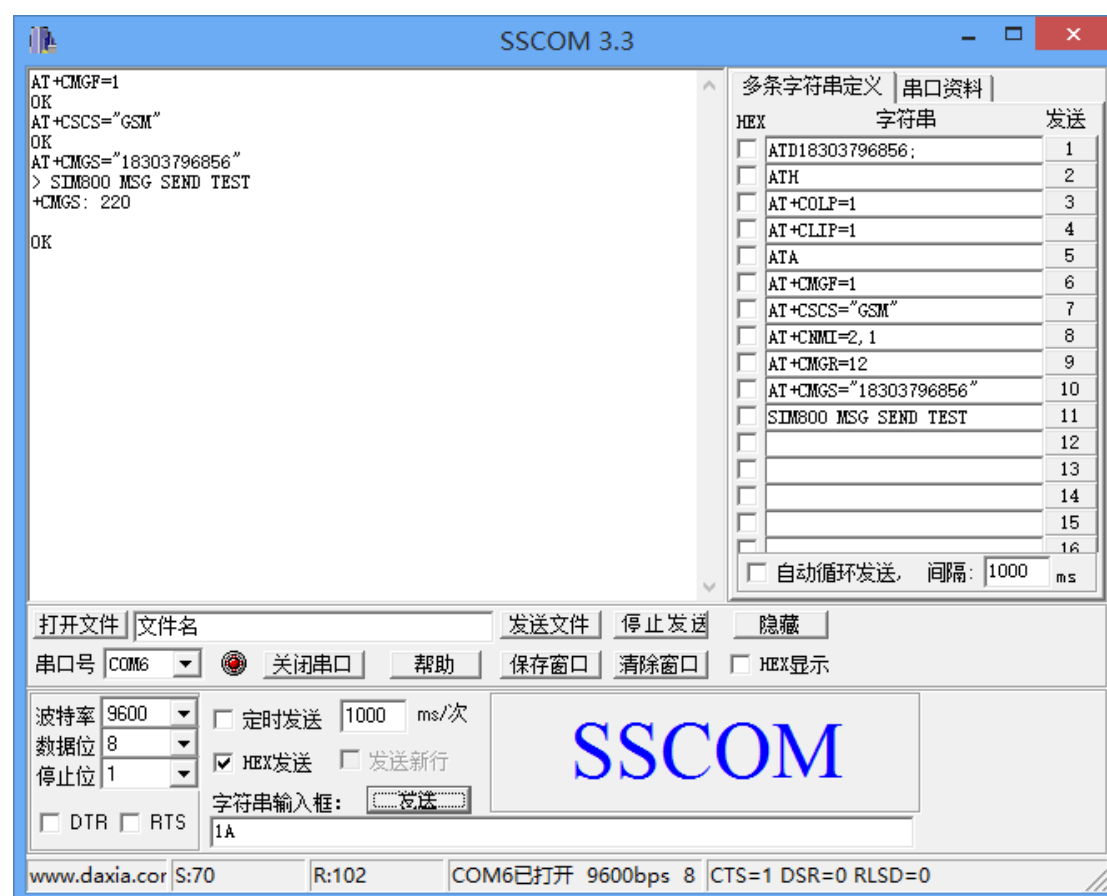 SSCOM 3.3
AT+CMGF=1
OK
AT+CSCS="GSM"
OK
AT+CMGS="18303796856"
> SIM800 MSG SEND TEST
+CMGS: 220
OK
多条字符串定义 串口资料
HEX 字符串 发送
ATD18303796856; 1
ATH 2
AT+COLP=1 3
AT+CLIP=1 4
ATA 5
AT+CMGF=1 6
AT+CSCS="GSM" 7
AT+CNMI=2,1 8
AT+CMGR=12 9
AT+CMGS="18303796856" 10
SIM800 MSG SEND TEST 11
12
13
14
15
16
自动循环发送, 间隔: 1000 ms
打开文件 文件名 发送文件 停止发送 隐藏
串口号 COM6 关闭串口 帮助 保存窗口 清除窗口 HEX显示
波特率 9600 定时发送 1000 ms/次
数据位 8
停止位 1 HEX发送 发送新行
字符串输入框: 发送
DTR RTS 1A
SSCOM
www.daxia.cor S:70 R:102 COM6已打开 9600bps 8 CTS=1 DSR=0 RLSD=0